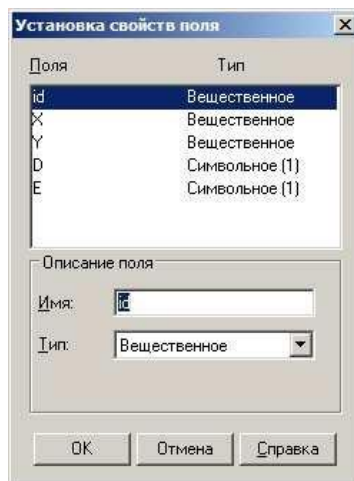 Установка свойств поля
Поля Тип
id Вещественное
X Вещественное
Y Вещественное
D Символьное (1)
E Символьное (1)
Описание поля
Имя: id
Тип: Вещественное
OK Отмена Справка